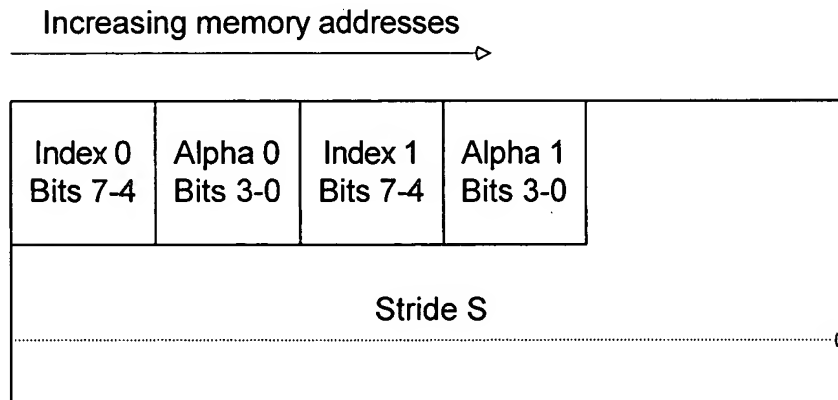 Increasing memory addresses
Index 0 Alpha 0 Index 1 Alpha 1
Bits 7-4 Bits 3-0 Bits 7-4 Bits 3-0
Stride S